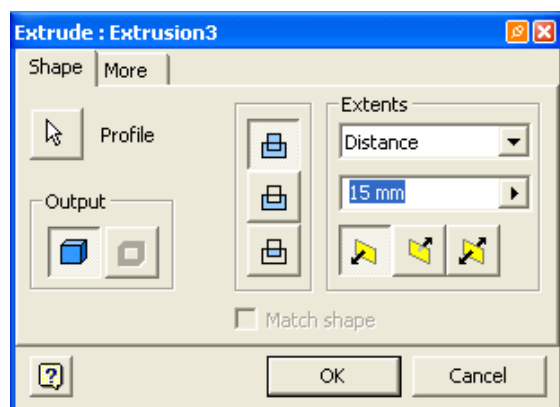 Extrude : Extrusion3
Shape
More
Profile
Output
Extents
Distance
15 mm
Match shape
OK
Cancel